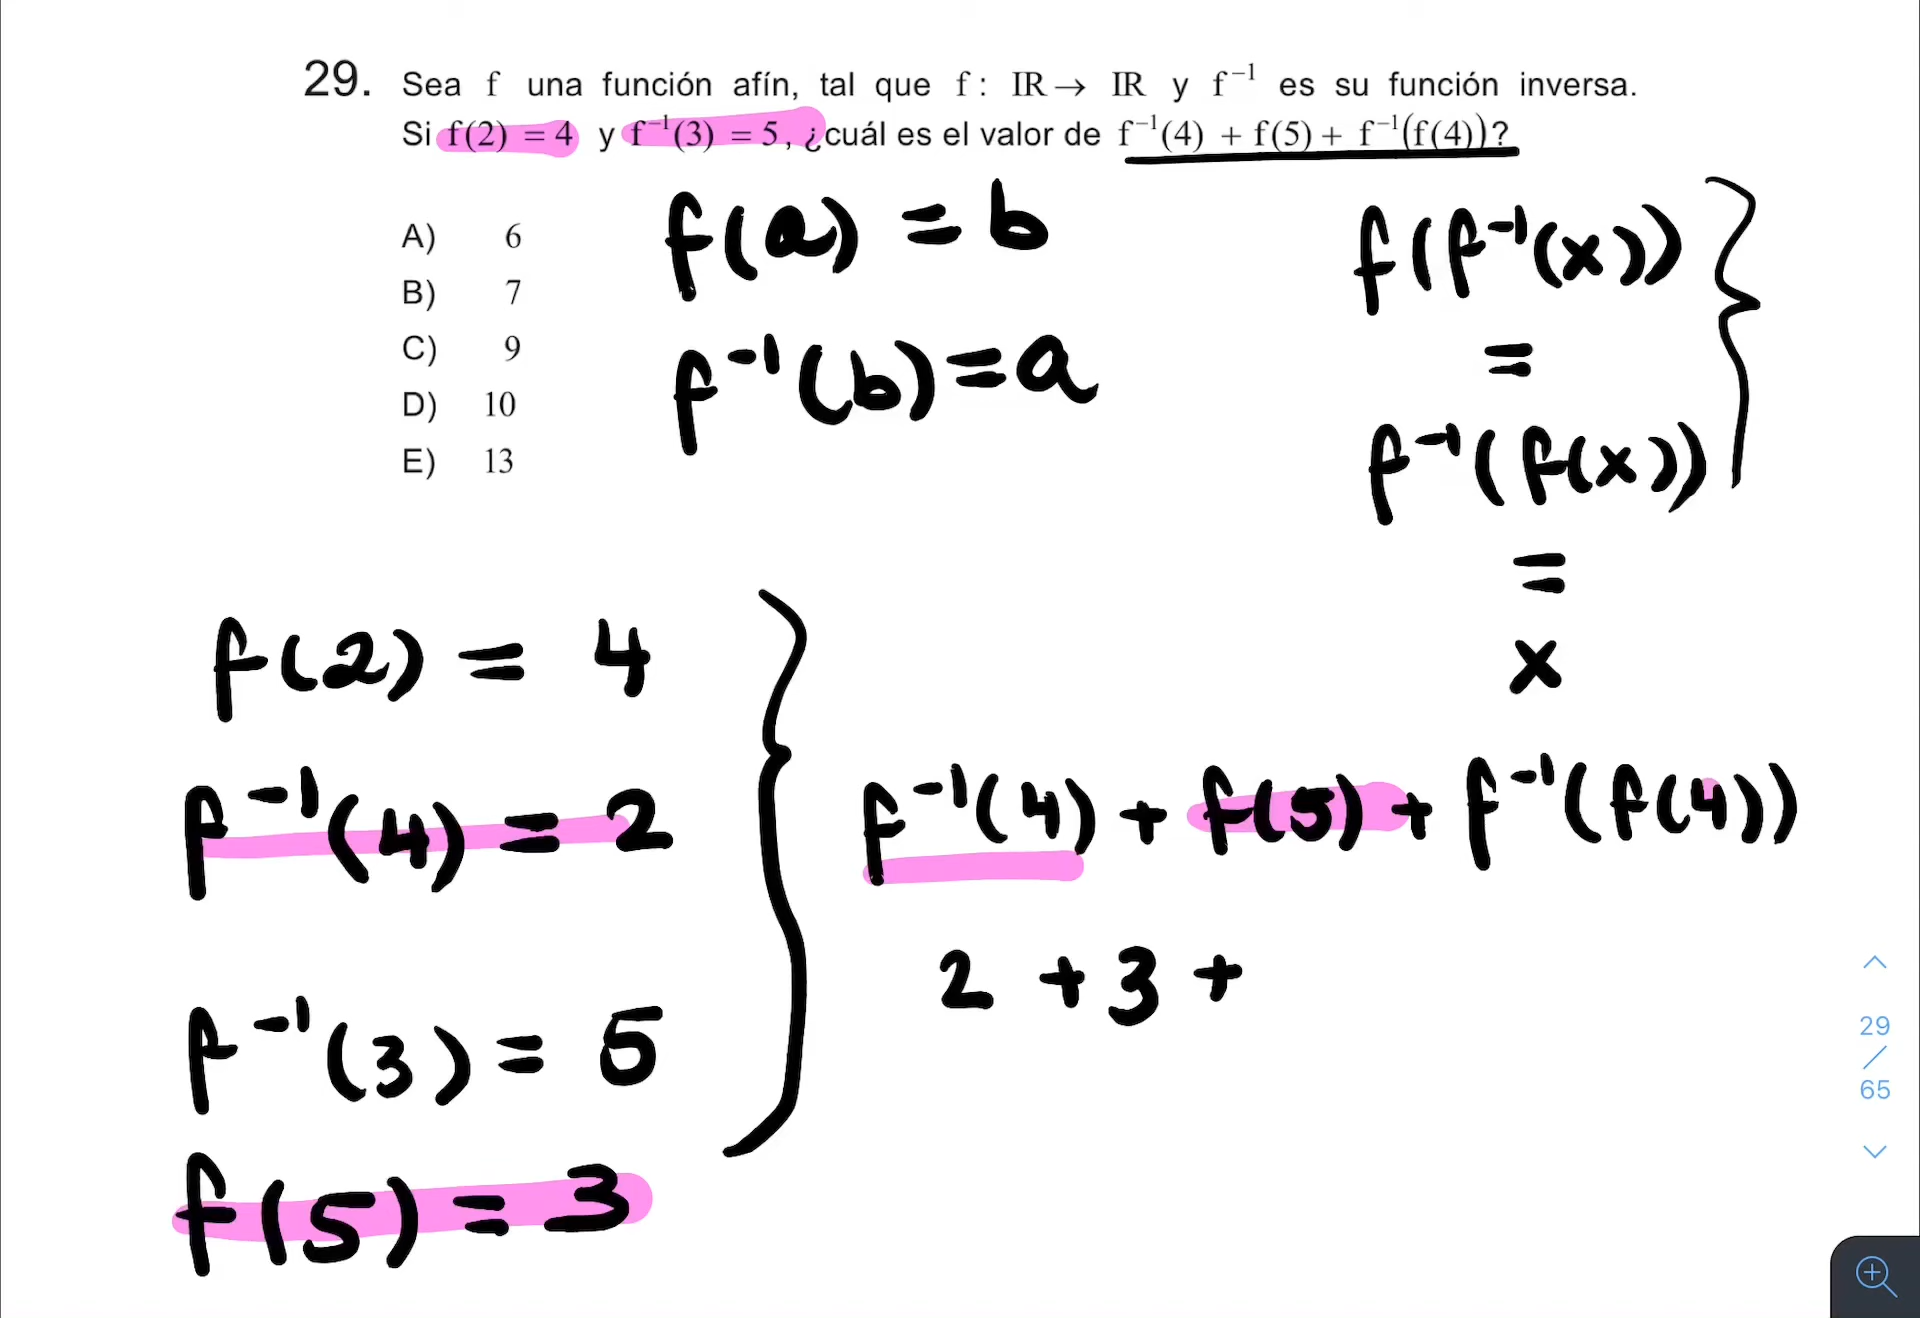 29. Sea f una función afín, tal que f : IR → IR y f⁻¹ es su función inversa.
Si f(2) = 4 y f⁻¹(3) = 5, ¿cuál es el valor de f⁻¹(4) + f(5) + f⁻¹(f(4))?
A) 6
B) 7
C) 9
D) 10
E) 13
f(a) = b
f⁻¹(b) = a
f(f⁻¹(x))
=
f⁻¹(f(x))
=
x
f(2) = 4
f⁻¹(4) = 2
f⁻¹(3) = 5
f(5) = 3
f⁻¹(4) + f(5) + f⁻¹(f(4))
2 + 3 +
29
/
65